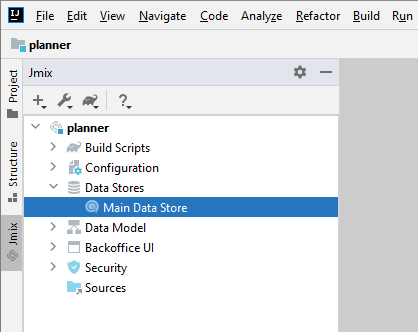 IJ File Edit View Navigate Code Analyze Refactor Build Run
planner
Jmix
Project
Structure
Jmix
?
planner
Build Scripts
Configuration
Data Stores
Main Data Store
Data Model
Backoffice UI
Security
Sources